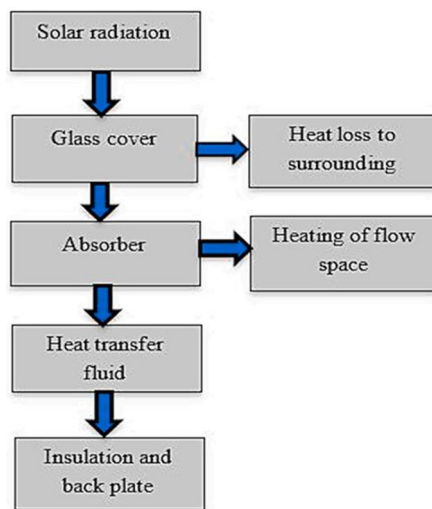 Solar radiation
Glass cover
Heat loss to
surrounding
Absorber
Heating of flow
space
Heat transfer
fluid
Insulation and
back plate